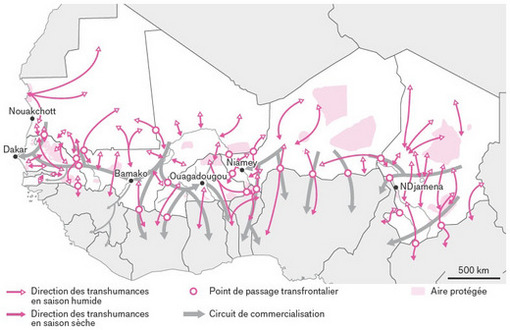 Nouakchott
Dakar
Bamako
Ouagadougou
Niamey
NDjamena
500 km
Direction des transhumances
en saison humide
Direction des transhumances
en saison sèche
Point de passage transfrontalier
Circuit de commercialisation
Aire protégée